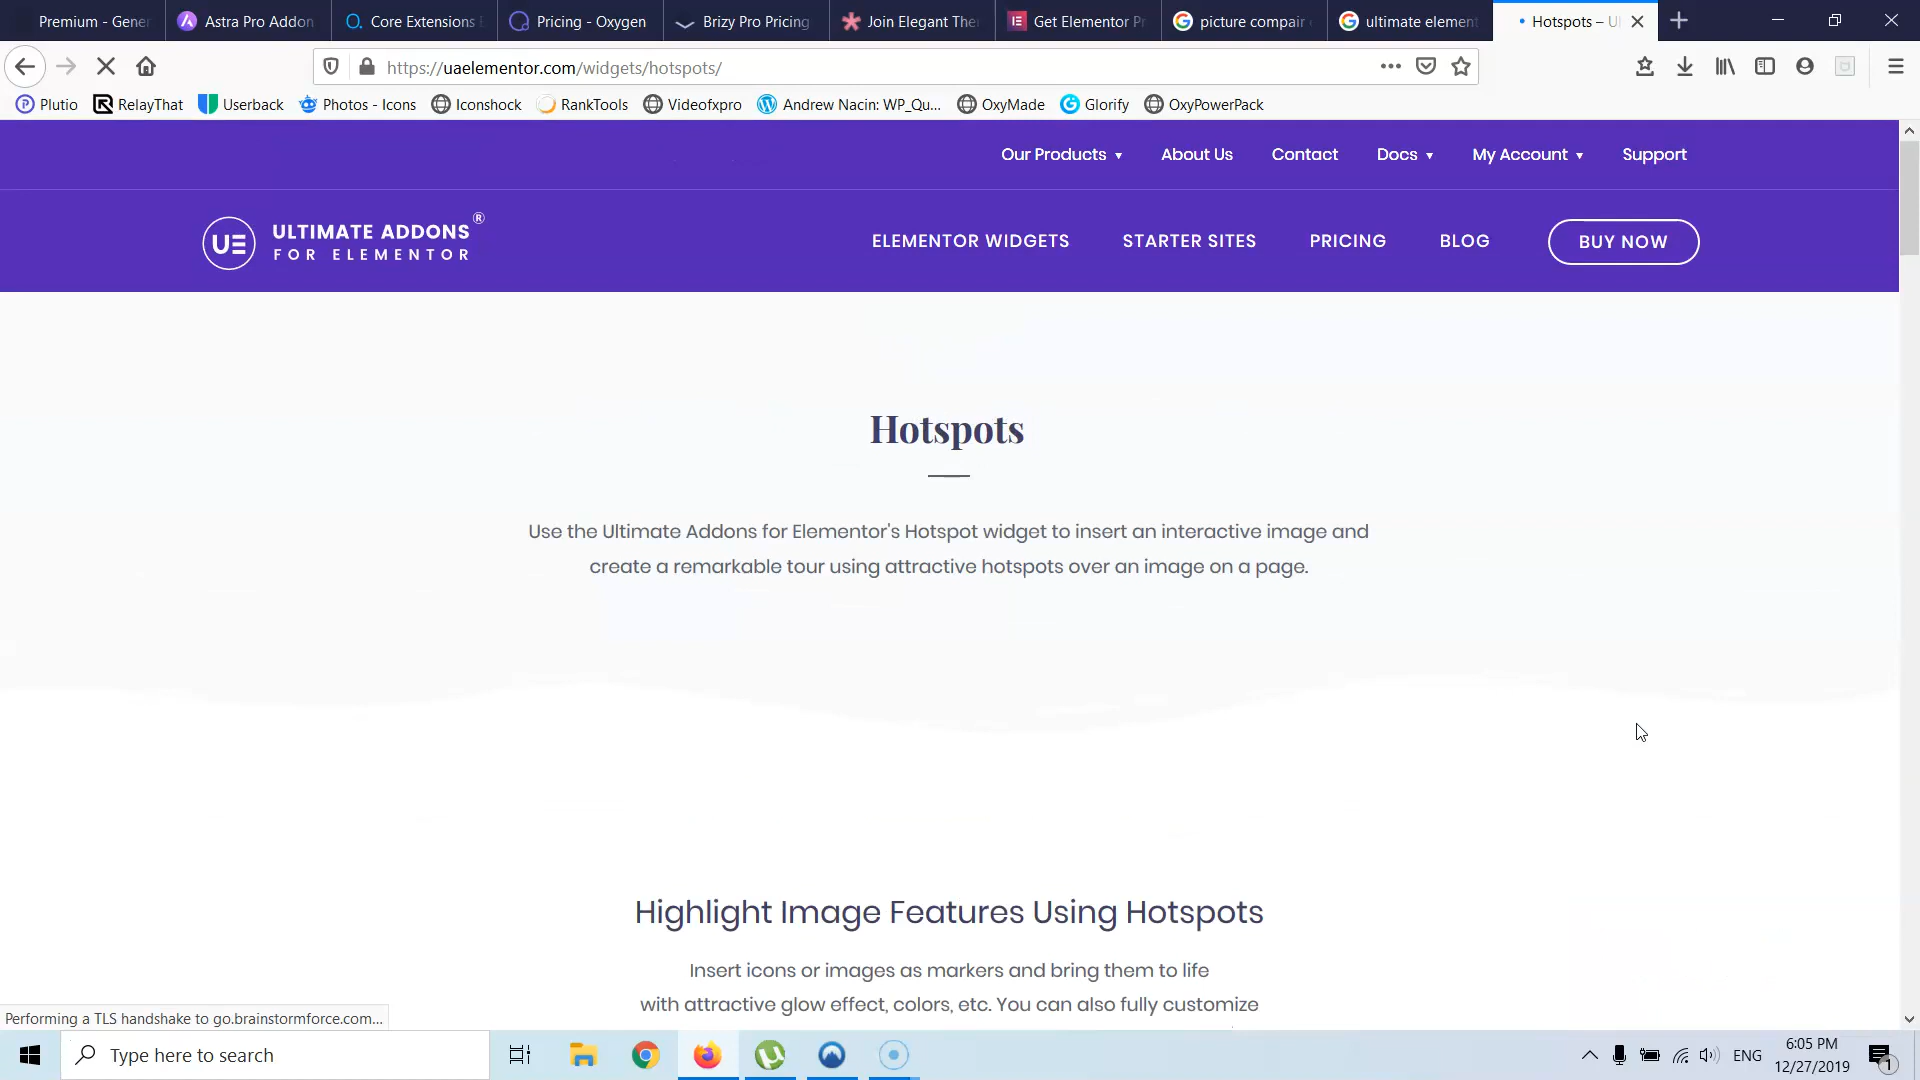 Premium - Gene
Astra Pro Addon
Core Extensions
Pricing - Oxygen
Brizy Pro Pricing
Join Elegant The
Get Elementor P
picture compair
ultimate element
Hotspots – U
https://uaelementor.com/widgets/hotspots/
Plutio
RelayThat
Userback
Photos - Icons
Iconshock
RankTools
Videofxpro
Andrew Nacin: WP_Qu...
OxyMade
Glorify
OxyPowerPack
Our Products ▾
About Us
Contact
Docs ▾
My Account ▾
Support
UE
ULTIMATE ADDONS ®
FOR ELEMENTOR
ELEMENTOR WIDGETS
STARTER SITES
PRICING
BLOG
BUY NOW
Hotspots
Use the Ultimate Addons for Elementor's Hotspot widget to insert an interactive image and
create a remarkable tour using attractive hotspots over an image on a page.
Highlight Image Features Using Hotspots
Insert icons or images as markers and bring them to life
with attractive glow effect, colors, etc. You can also fully customize
Performing a TLS handshake to go.brainstormforce.com...
Type here to search
ENG
6:05 PM
12/27/2019
1